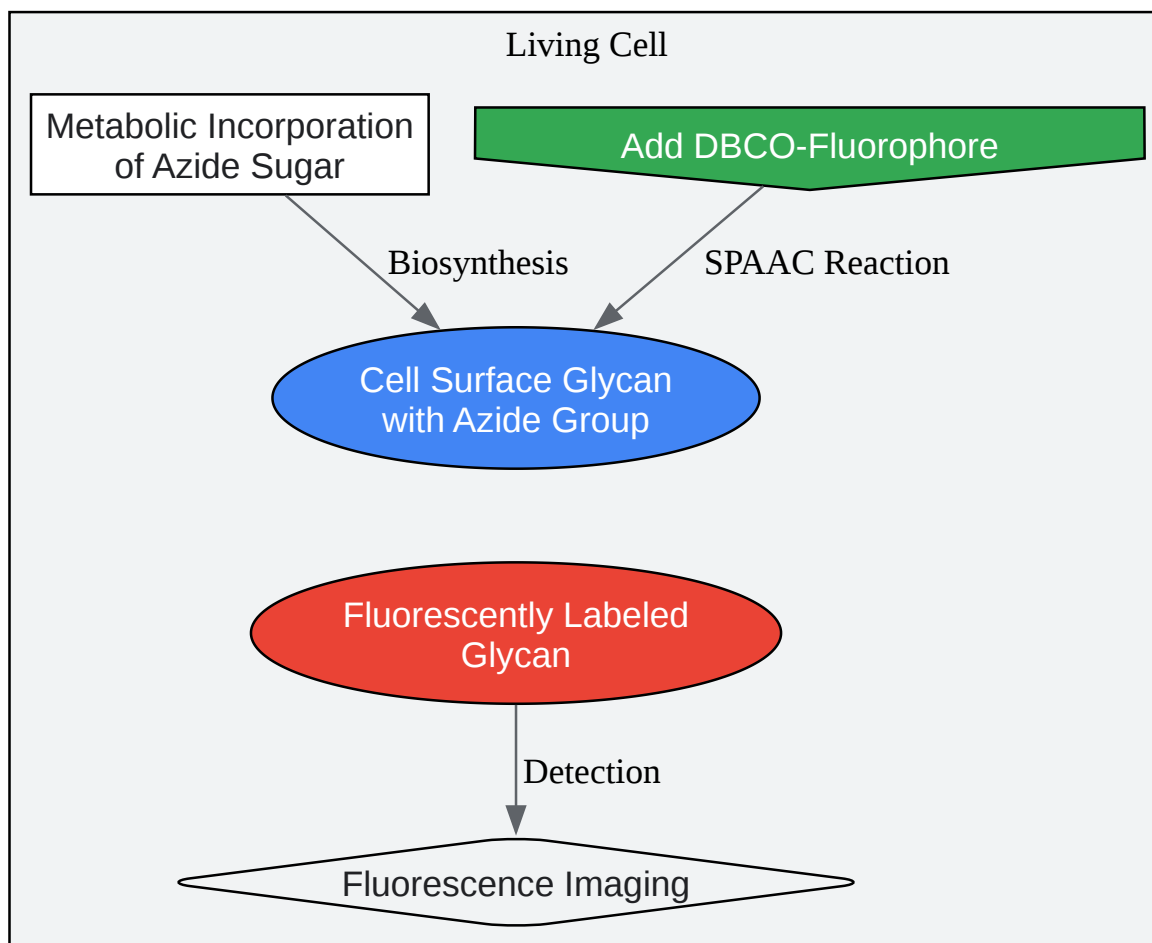 Living Cell
Metabolic Incorporation
of Azide Sugar
Add DBCO-Fluorophore
Biosynthesis
SPAAC Reaction
Cell Surface Glycan
with Azide Group
Fluorescently Labeled
Glycan
Detection
Fluorescence Imaging